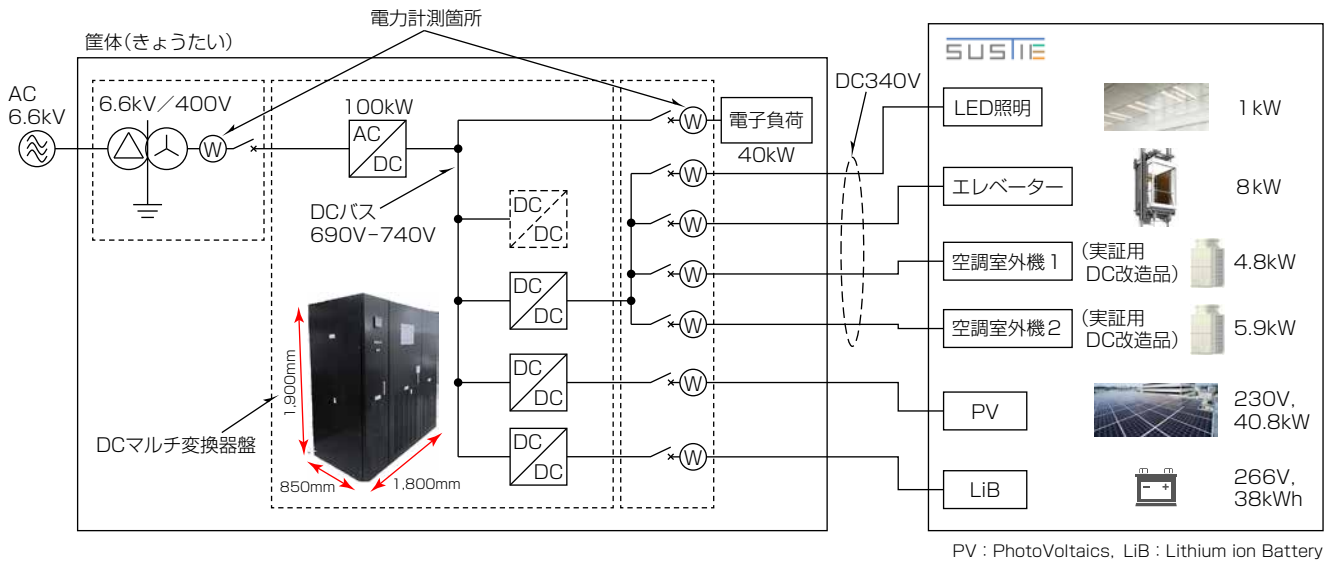 電力計測箇所
筐体(きょうたい)
AC
6.6kV
6.6kV/400V
W
100kW
AC
DC
DCバス
690V-740V
DC
DC
DC
DC
DC
DC
DC
DC
1,900mm
850mm
1,800mm
DCマルチ変換器盤
W
電子負荷
40kW
W
W
W
W
W
W
DC340V
SUSTIE
LED照明
1kW
エレベーター
8kW
空調室外機1
(実証用
DC改造品)
4.8kW
空調室外機2
(実証用
DC改造品)
5.9kW
PV
230V,
40.8kW
LiB
- +
266V,
38kWh
PV:PhotoVoltaics, LiB:Lithium ion Battery